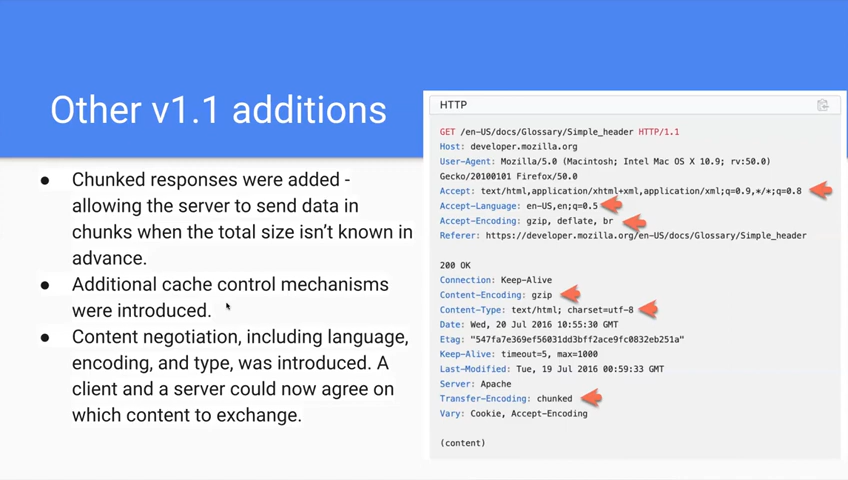 Other v1.1 additions
● Chunked responses were added -
allowing the server to send data in
chunks when the total size isn't known in
advance.
● Additional cache control mechanisms
were introduced.
● Content negotiation, including language,
encoding, and type, was introduced. A
client and a server could now agree on
which content to exchange.
HTTP
GET /en-US/docs/Glossary/Simple_header HTTP/1.1
Host: developer.mozilla.org
User-Agent: Mozilla/5.0 (Macintosh; Intel Mac OS X 10.9; rv:50.0)
Gecko/20100101 Firefox/50.0
Accept: text/html,application/xhtml+xml,application/xml;q=0.9,*/*;q=0.8
Accept-Language: en-US,en;q=0.5
Accept-Encoding: gzip, deflate, br
Referer: https://developer.mozilla.org/en-US/docs/Glossary/Simple_header
200 OK
Connection: Keep-Alive
Content-Encoding: gzip
Content-Type: text/html; charset=utf-8
Date: Wed, 20 Jul 2016 10:55:30 GMT
Etag: "547fa7e369ef56031dd3bff2ace9fc0832eb251a"
Keep-Alive: timeout=5, max=1000
Last-Modified: Tue, 19 Jul 2016 00:59:33 GMT
Server: Apache
Transfer-Encoding: chunked
Vary: Cookie, Accept-Encoding
(content)